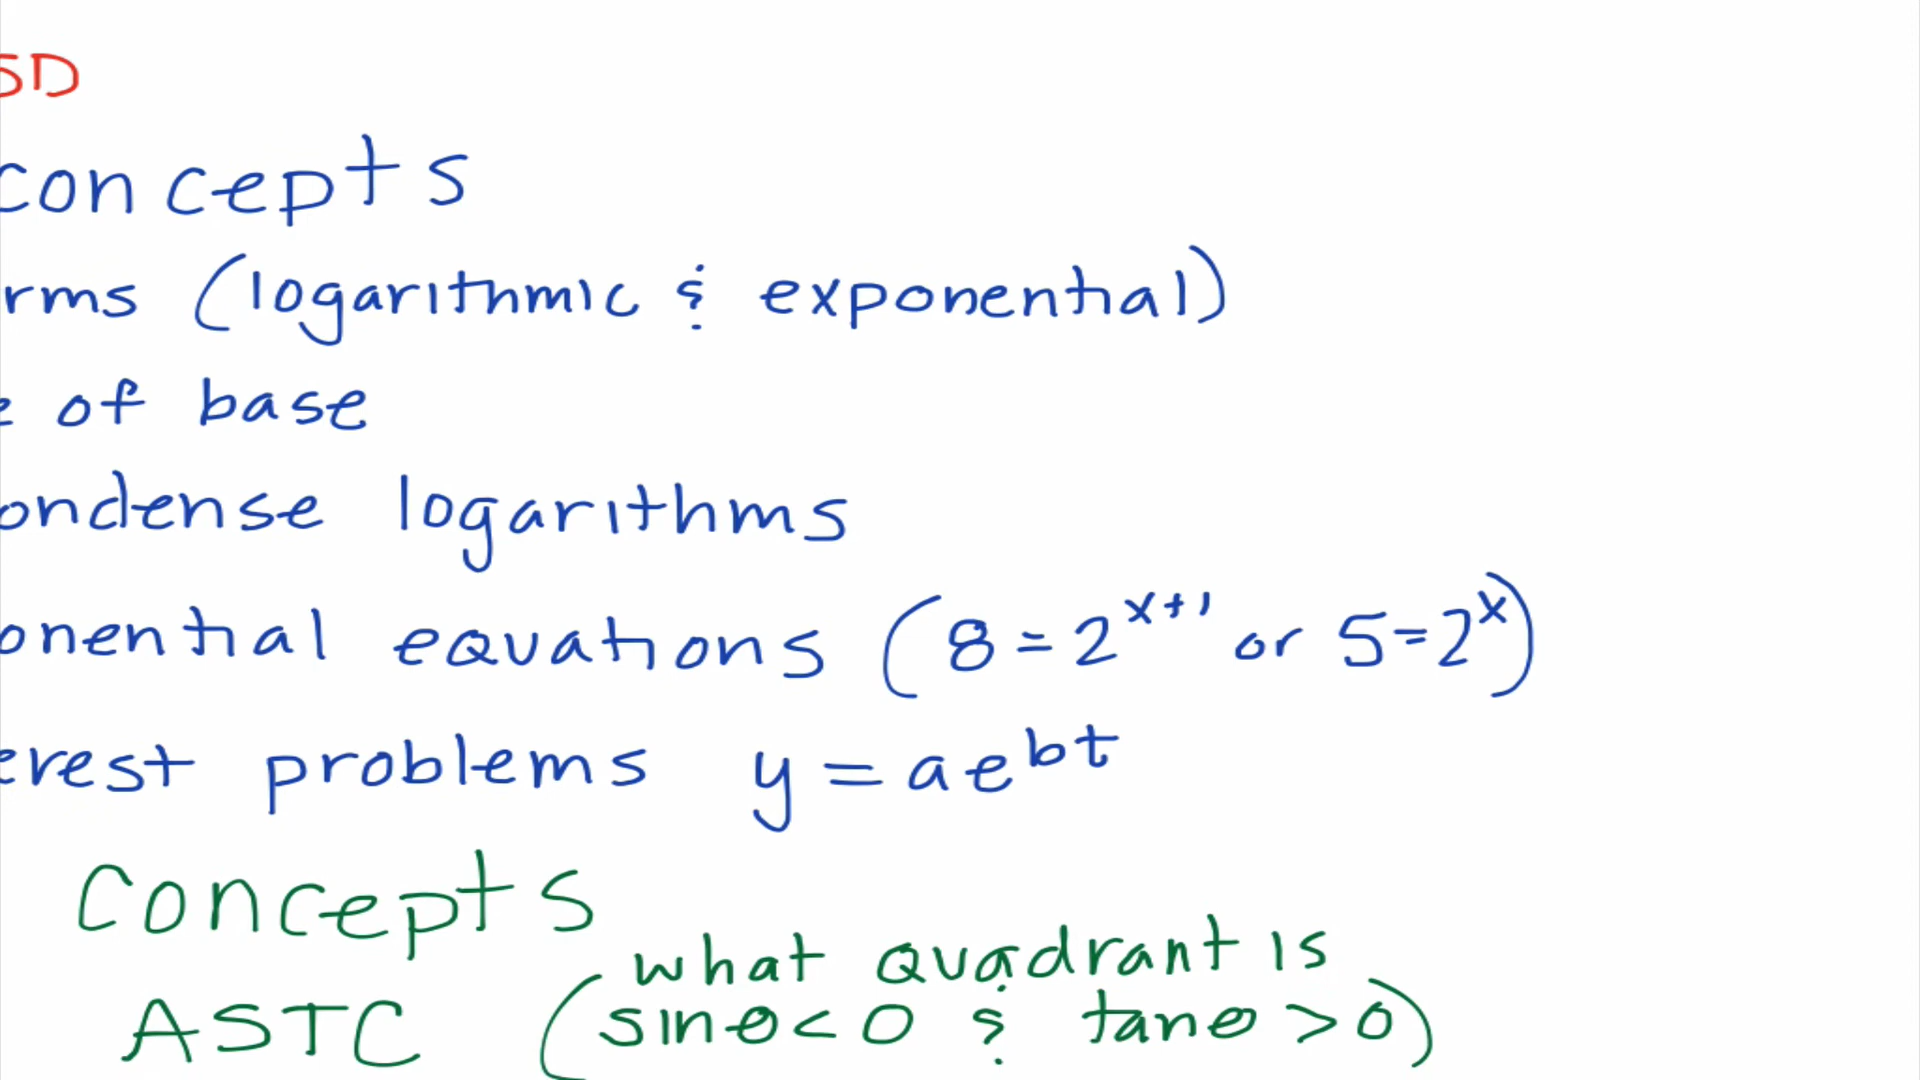 SD
concepts
rms (logarithmic & exponential)
e of base
ondense logarithms
onential equations (8 = 2^{x+1} or 5 = 2^x)
erest problems y = ae^{bt}
Concepts
what quadrant is
ASTC (sinθ < 0 & tanθ > 0)